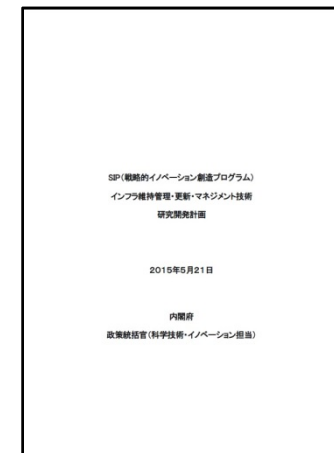 SIP(戦略的イノベーション創造プログラム)
インフラ維持管理・更新・マネジメント技術
研究開発計画
2015年5月21日
内閣府
政策統括官(科学技術・イノベーション担当)